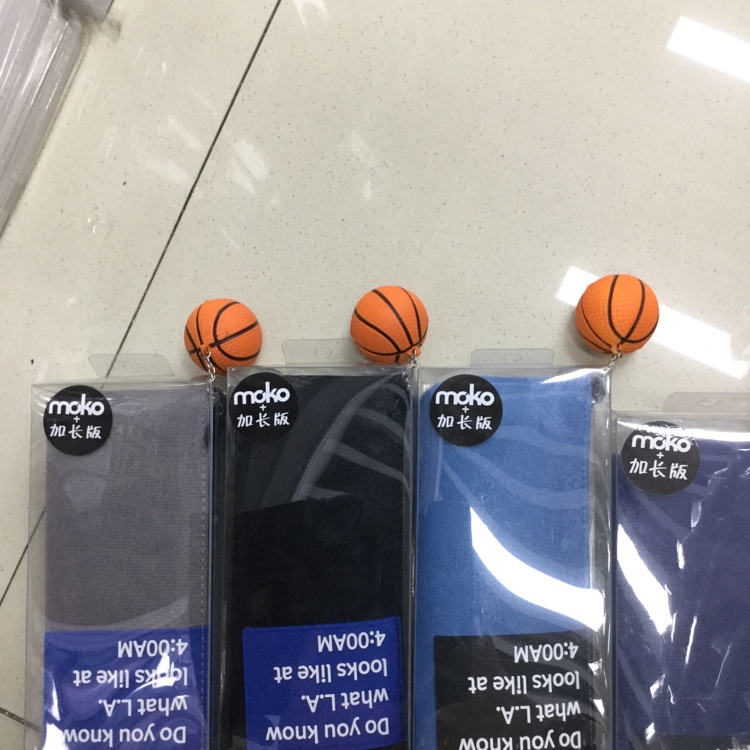 moko
+
加长版
Do you know
what L.A.
looks like at
4:00AM
moko
+
加长版
Do you know
what L.A.
looks like at
4:00AM
moko
+
加长版
Do you know
what L.A.
looks like at
4:00AM
moko
+
加长版